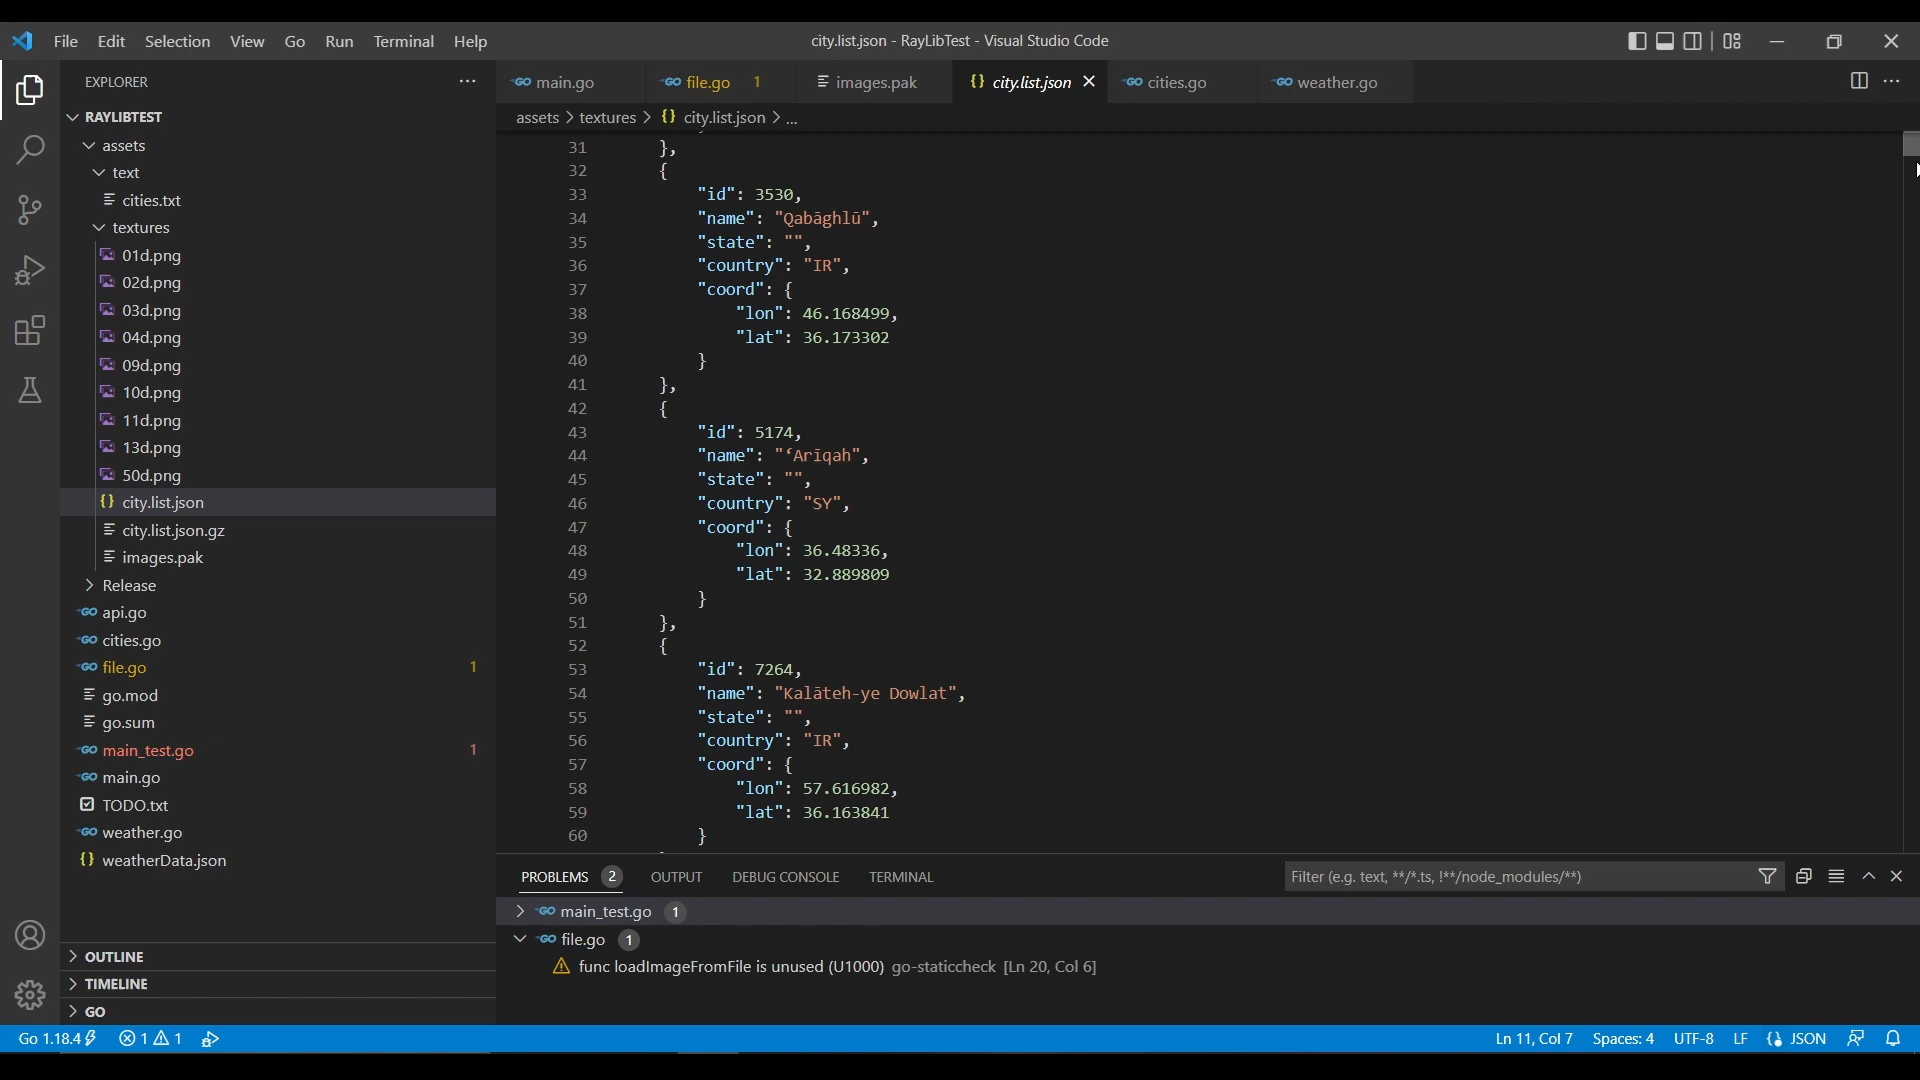 File Edit Selection View Go Run Terminal Help
city.list.json - RayLibTest - Visual Studio Code
EXPLORER
RAYLIBTEST
assets
text
cities.txt
textures
01d.png
02d.png
03d.png
04d.png
09d.png
10d.png
11d.png
13d.png
50d.png
city.list.json
city.list.json.gz
images.pak
Release
api.go
cities.go
file.go 1
go.mod
go.sum
main_test.go 1
main.go
TODO.txt
weather.go
weatherData.json
OUTLINE
TIMELINE
GO
main.go file.go 1 images.pak city.list.json cities.go weather.go
assets > textures > {} city.list.json > ...
31 },
32 {
33 "id": 3530,
34 "name": "Qabāghlū",
35 "state": "",
36 "country": "IR",
37 "coord": {
38 "lon": 46.168499,
39 "lat": 36.173302
40 }
41 },
42 {
43 "id": 5174,
44 "name": "‘Arīqah",
45 "state": "",
46 "country": "SY",
47 "coord": {
48 "lon": 36.48336,
49 "lat": 32.889809
50 }
51 },
52 {
53 "id": 7264,
54 "name": "Kalāteh-ye Dowlat",
55 "state": "",
56 "country": "IR",
57 "coord": {
58 "lon": 57.616982,
59 "lat": 36.163841
60 }
PROBLEMS 2 OUTPUT DEBUG CONSOLE TERMINAL
Filter (e.g. text, **/*.ts, !**/node_modules/**)
main_test.go 1
file.go 1
func loadImageFromFile is unused (U1000) go-staticcheck [Ln 20, Col 6]
Go 1.18.4 1 1
Ln 11, Col 7 Spaces: 4 UTF-8 LF {} JSON